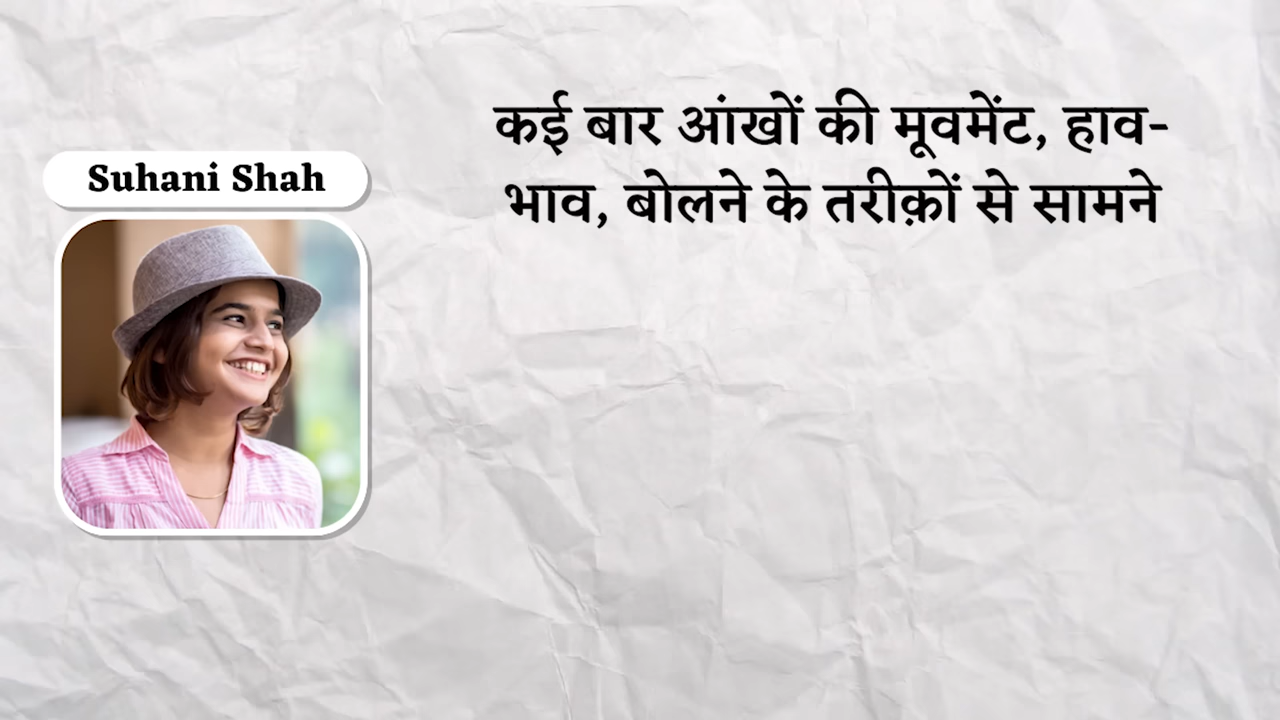 Suhani Shah
कई बार आंखों की मूवमेंट, हाव-
भाव, बोलने के तरीक़ों से सामने